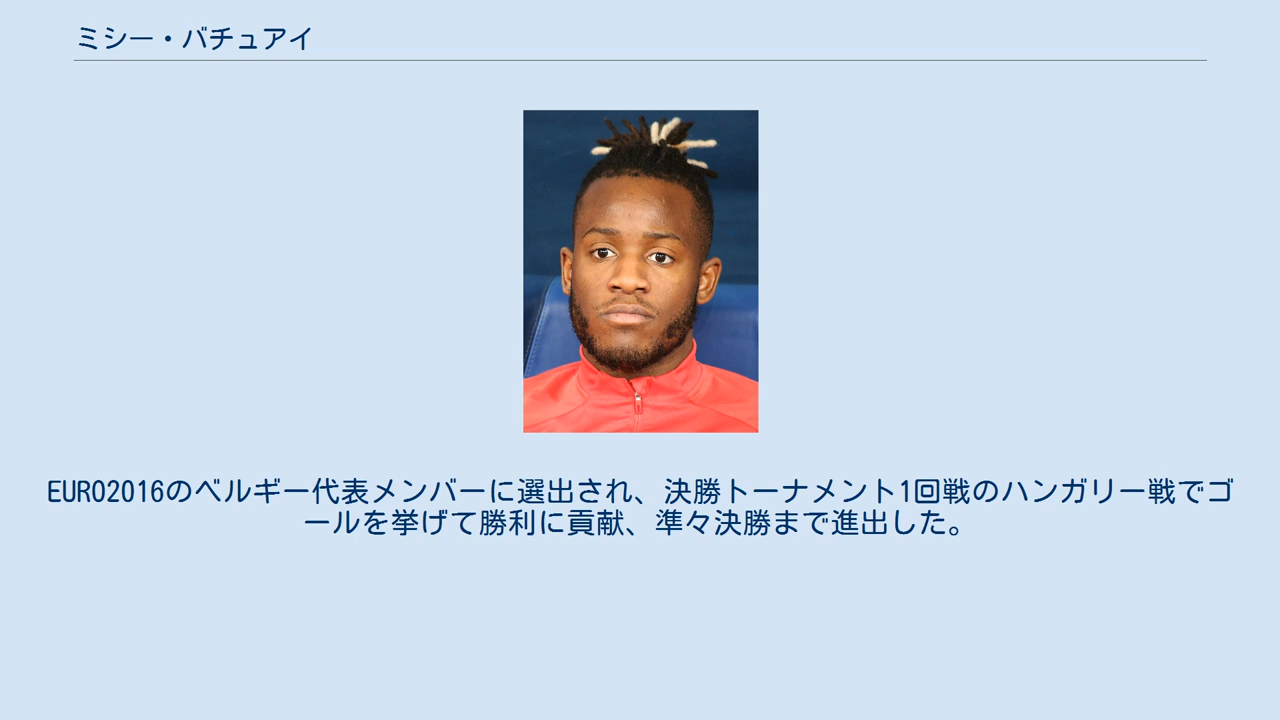 ミシー・バチュアイ
EURO2016のベルギー代表メンバーに選出され、決勝トーナメント1回戦のハンガリー戦でゴ
ールを挙げて勝利に貢献、準々決勝まで進出した。